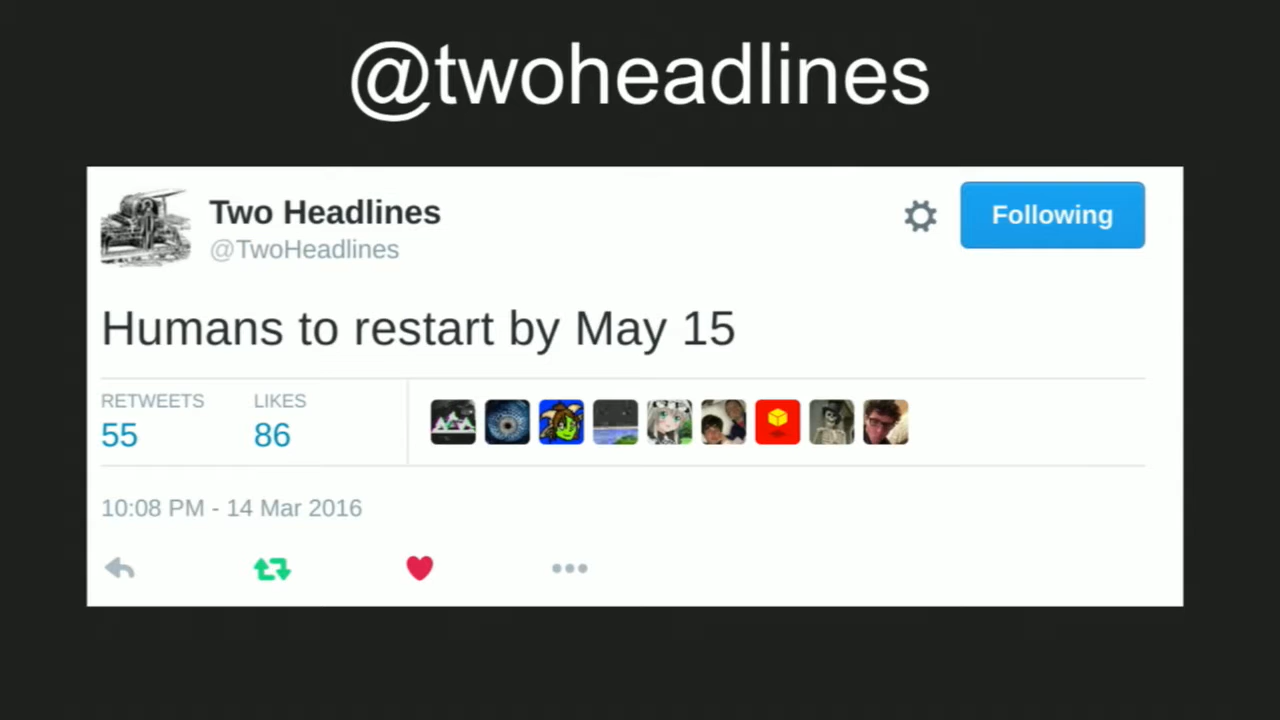 @twoheadlines
Two Headlines
@TwoHeadlines
Following
Humans to restart by May 15
RETWEETS
LIKES
55
86
10:08 PM - 14 Mar 2016